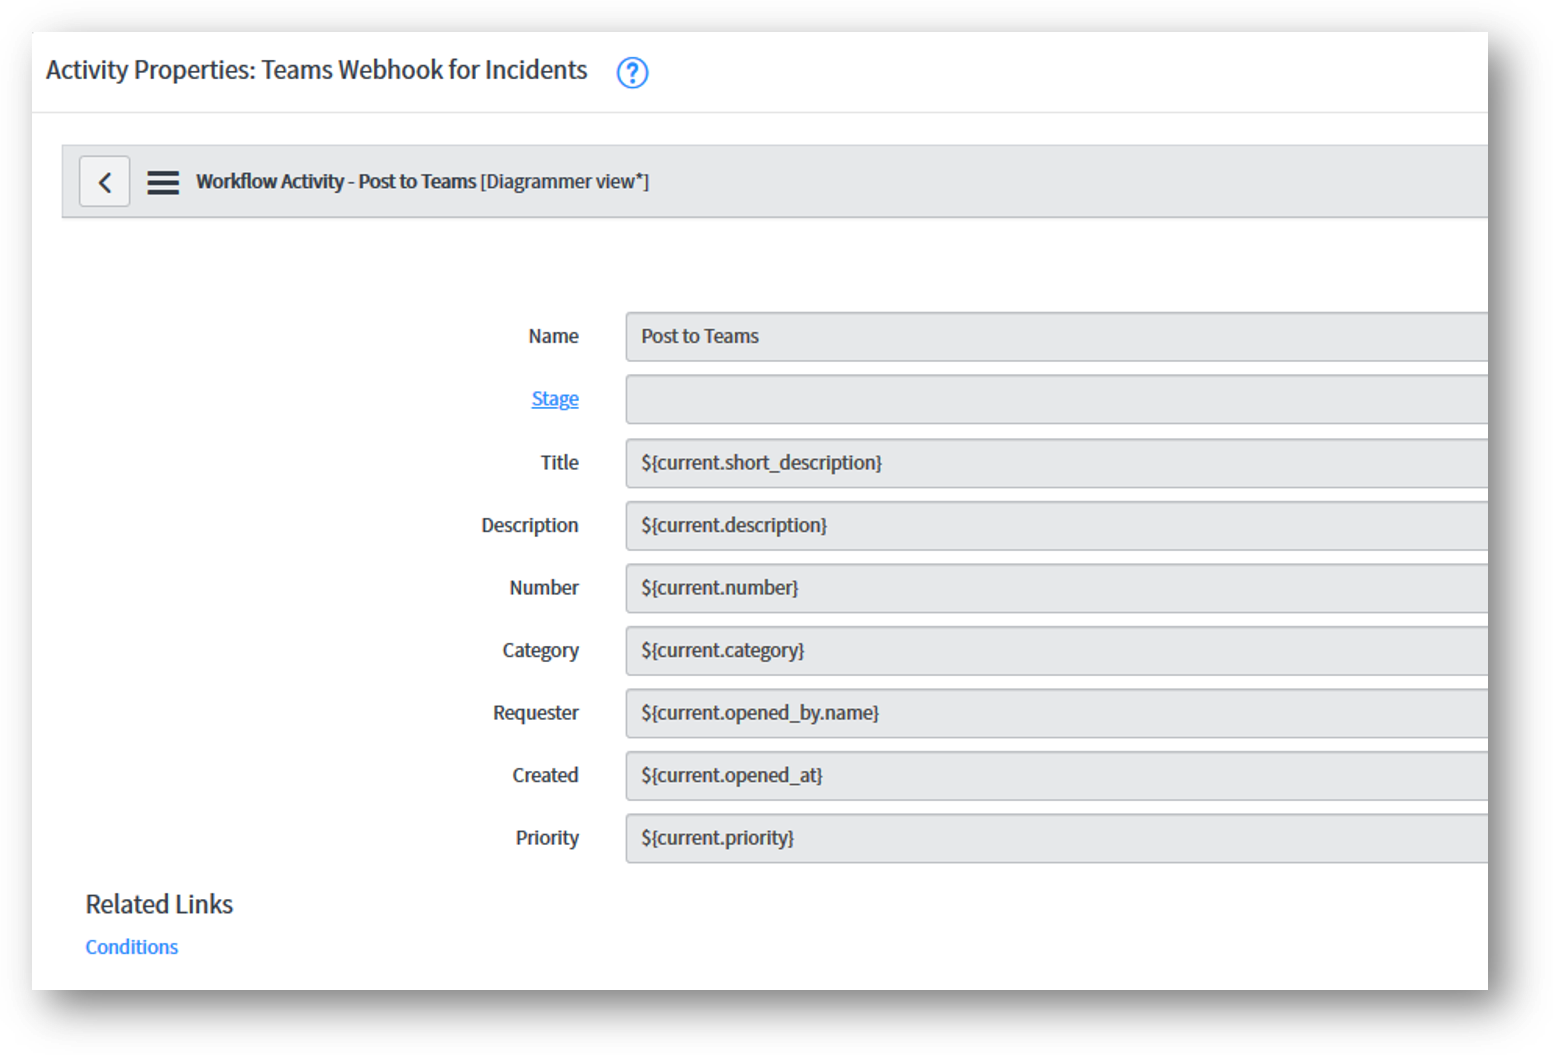 Activity Properties: Teams Webhook for Incidents ?
Workflow Activity - Post to Teams [Diagrammer view*]
Name Post to Teams
Stage
Title ${current.short_description}
Description ${current.description}
Number ${current.number}
Category ${current.category}
Requester ${current.opened_by.name}
Created ${current.opened_at}
Priority ${current.priority}
Related Links
Conditions